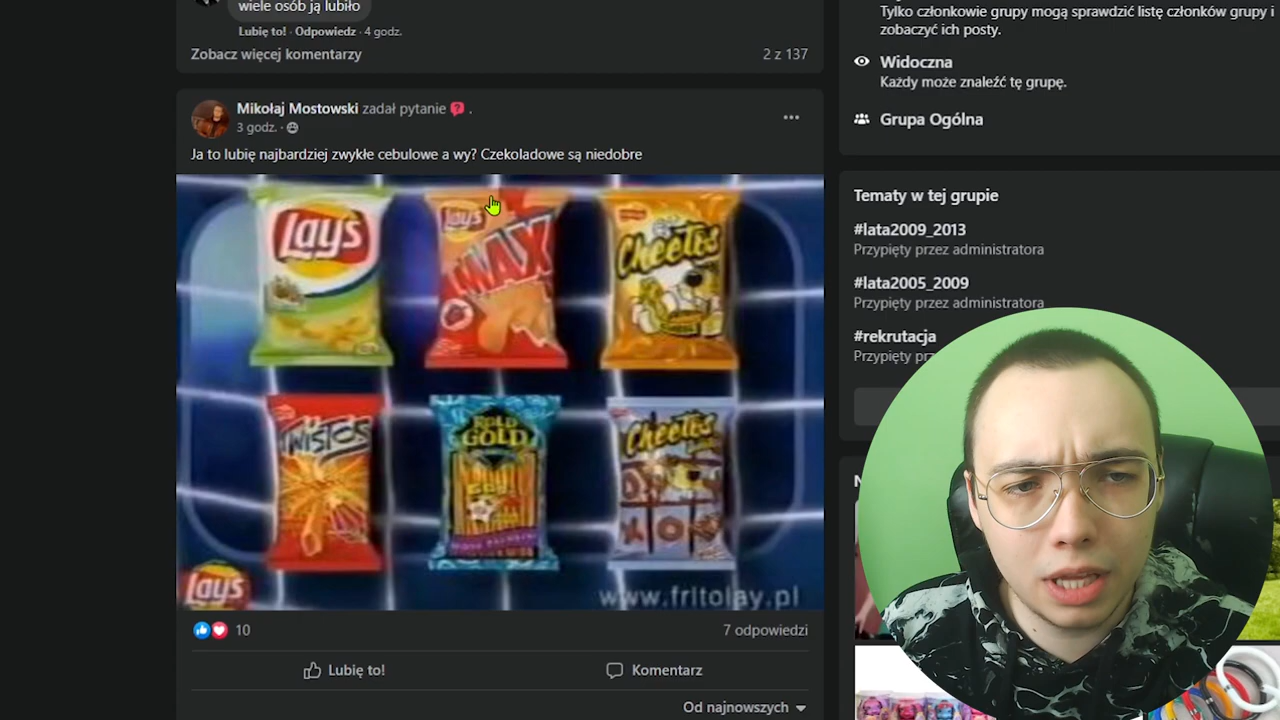 wiele osób ją lubiło
Lubię to! · Odpowiedz · 4 godz.
Zobacz więcej komentarzy
2 z 137
Mikołaj Mostowski zadał pytanie .
3 godz. ·
Ja to lubię najbardziej zwykłe cebulowe a wy? Czekoladowe są niedobre
Lay's
Lay's
MAX
Cheetos
TWISTOS
ROLD
GOLD
Cheetos
Lay's
www.fritolay.pl
10
7 odpowiedzi
Lubię to!
Komentarz
Od najnowszych
Tylko członkowie grupy mogą sprawdzić listę członków grupy i
zobaczyć ich posty.
Widoczna
Każdy może znaleźć tę grupę.
Grupa Ogólna
Tematy w tej grupie
#lata2009_2013
Przypięty przez administratora
#lata2005_2009
Przypięty przez administratora
#rekrutacja
Przypięty